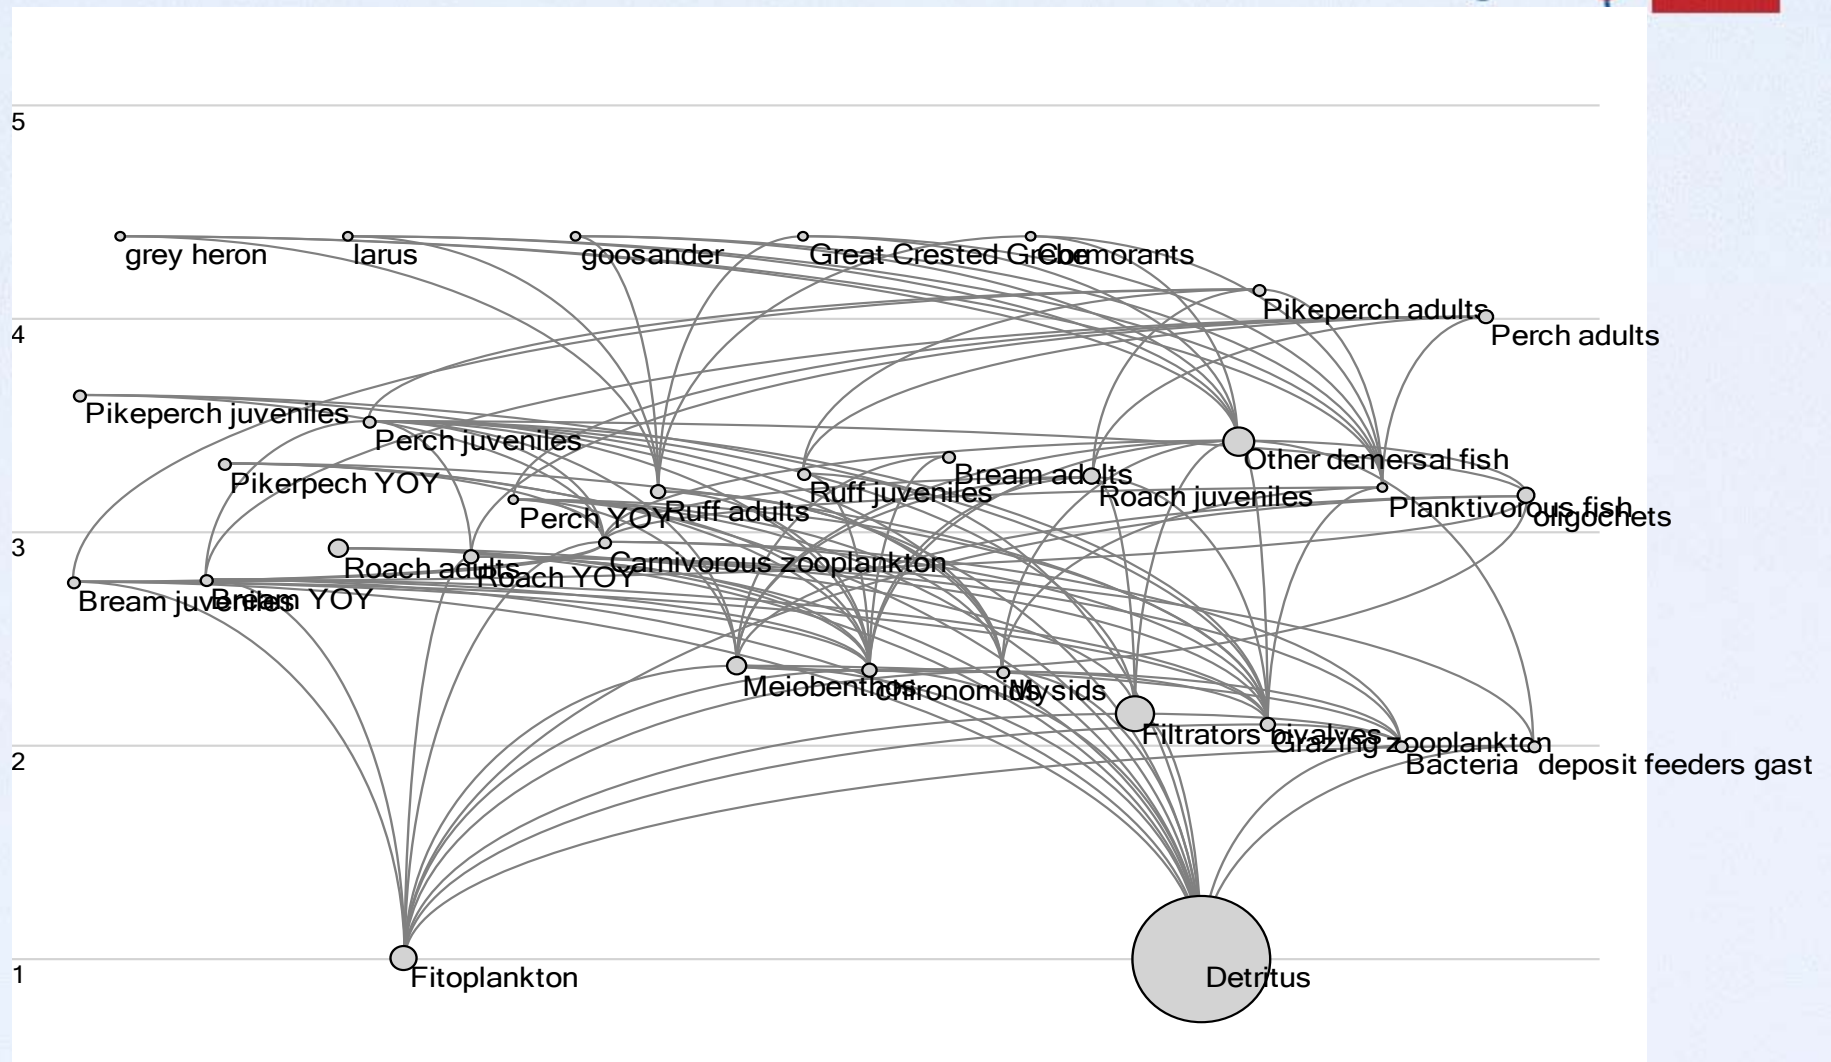 5
grey heron
larus
goosander
Great Crested Grebe
Cormorants
Pikeperch adults
4
Perch adults
Pikeperch juveniles
Perch juveniles
Other demersal fish
Bream adults
Pikerpech YOY
Ruff juveniles
Roach juveniles
Planktivorous fish
oligochets
Perch YOY
Ruff adults
3
Carnivorous zooplankton
Roach adults
Roach YOY
Bream juveniles
Bream YOY
Meiobenthos
chironomids
Mysids
Filtrators bivalves
Grazing zooplankton
2
Bacteria
deposit feeders gast
1
Fitoplankton
Detritus